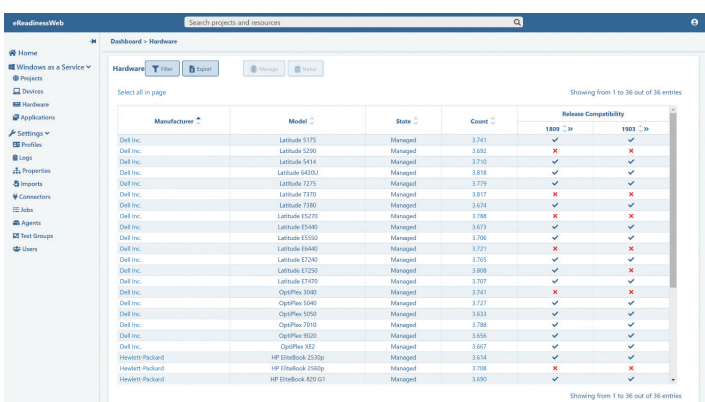 eReadinessWeb
Search projects and resources
Home
Windows as a Service
Projects
Devices
Hardware
Applications
Settings
Profiles
Logs
Properties
Imports
Connectors
Jobs
Agents
Test Groups
Users
Dashboard > Hardware
Hardware Filter Export Manage Status
Select all in page Showing from 1 to 36 out of 36 entries
Manufacturer Model State Count Release Compatibility
1809 1903
Dell Inc. Latitude 5175 Managed 3.741
Dell Inc. Latitude 5290 Managed 3.692
Dell Inc. Latitude 5414 Managed 3.710
Dell Inc. Latitude 6430U Managed 3.818
Dell Inc. Latitude 7275 Managed 3.779
Dell Inc. Latitude 7370 Managed 3.817
Dell Inc. Latitude 7380 Managed 3.674
Dell Inc. Latitude E5270 Managed 3.788
Dell Inc. Latitude E5440 Managed 3.673
Dell Inc. Latitude E5550 Managed 3.706
Dell Inc. Latitude E6440 Managed 3.721
Dell Inc. Latitude E7240 Managed 3.765
Dell Inc. Latitude E7250 Managed 3.808
Dell Inc. Latitude E7470 Managed 3.707
Dell Inc. OptiPlex 3040 Managed 3.741
Dell Inc. OptiPlex 5040 Managed 3.727
Dell Inc. OptiPlex 5050 Managed 3.633
Dell Inc. OptiPlex 7010 Managed 3.788
Dell Inc. OptiPlex 9020 Managed 3.656
Dell Inc. OptiPlex XE2 Managed 3.667
Hewlett-Packard HP EliteBook 2530p Managed 3.614
Hewlett-Packard HP EliteBook 2560p Managed 3.708
Hewlett-Packard HP EliteBook 820 G1 Managed 3.690
Showing from 1 to 36 out of 36 entries